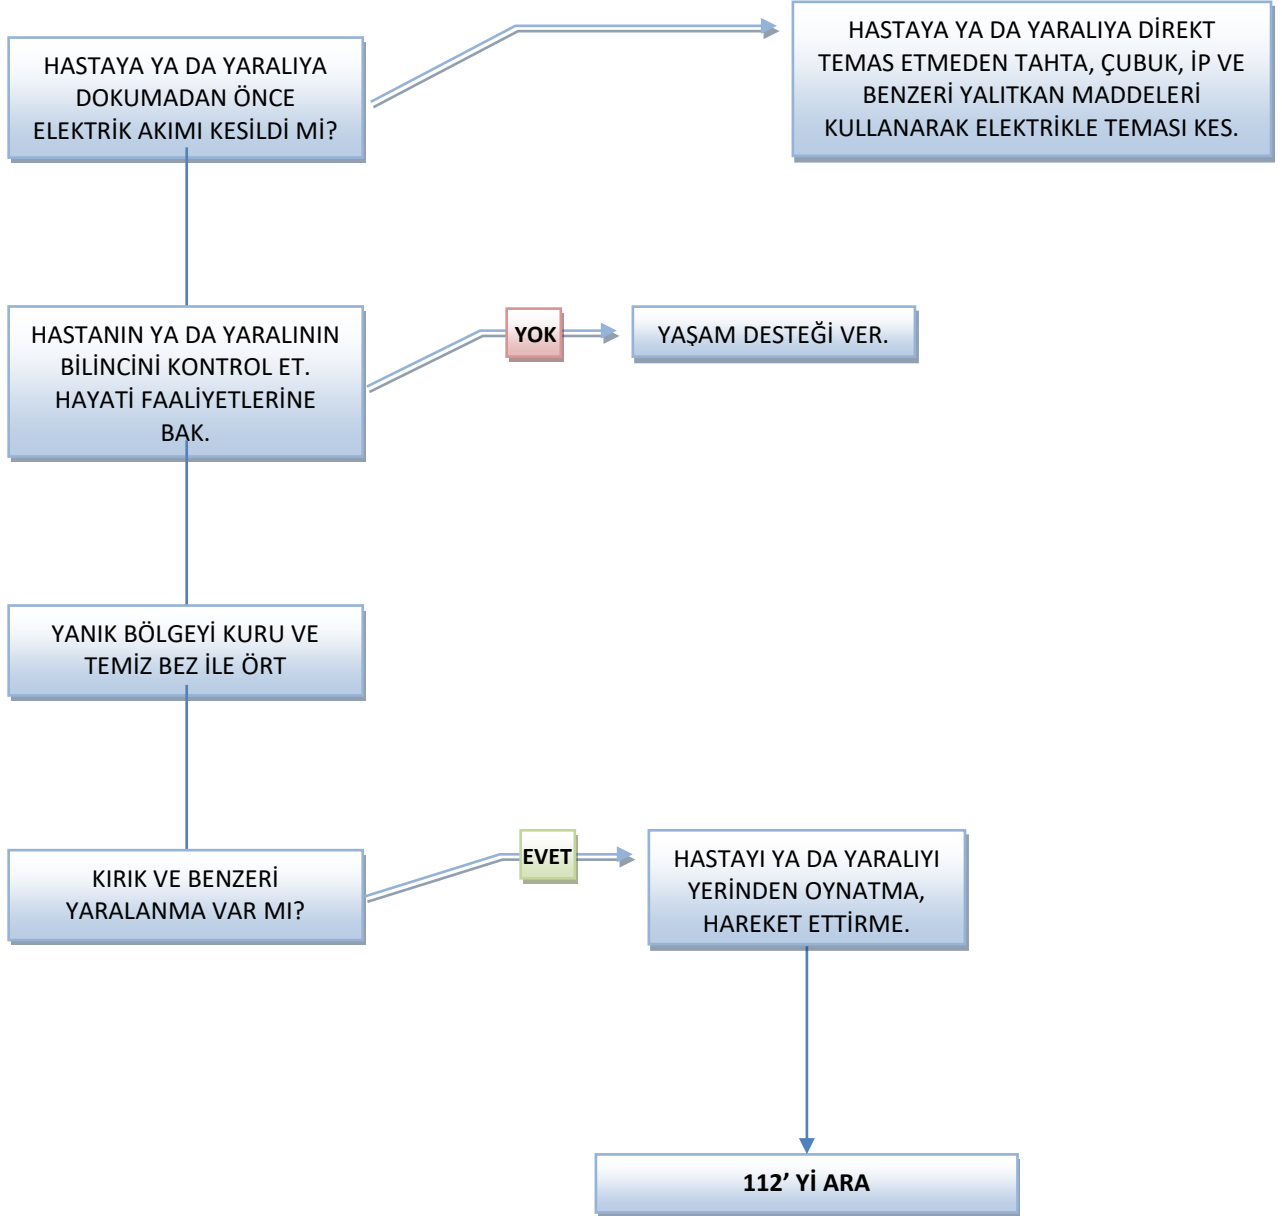 HASTAYA YA DA YARALIYA
DOKUMADAN ÖNCE
ELEKTRİK AKIMI KESİLDİ Mİ?
HASTAYA YA DA YARALIYA DİREKT
TEMAS ETMEDEN TAHTA, ÇUBUK, İP VE
BENZERİ YALITKAN MADDELERİ
KULLANARAK ELEKTRİKLE TEMASI KES.
HASTANIN YA DA YARALININ
BİLİNCİNİ KONTROL ET.
HAYATİ FAALİYETLERİNE
BAK.
YOK
YAŞAM DESTEĞİ VER.
YANIK BÖLGEYİ KURU VE
TEMİZ BEZ İLE ÖRT
KIRIK VE BENZERİ
YARALANMA VAR MI?
EVET
HASTAYI YA DA YARALIYI
YERİNDEN OYNATMA,
HAREKET ETTİRME.
112’ Yİ ARA